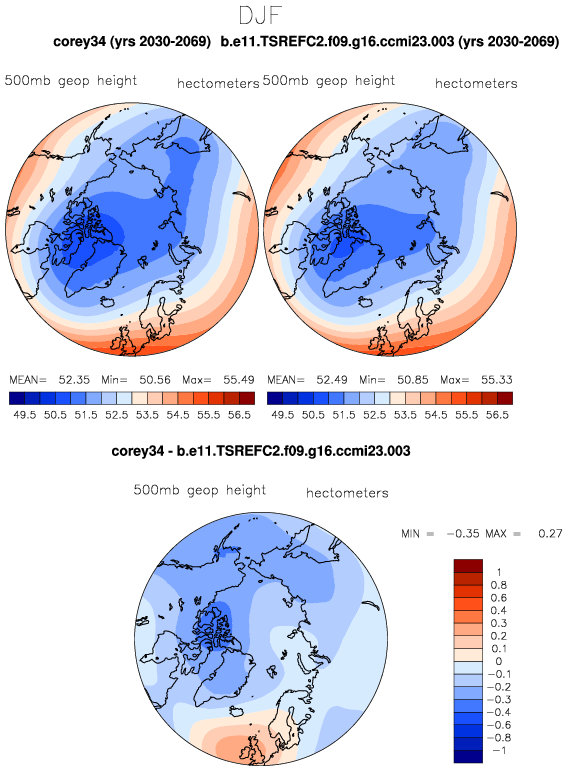 DJF
corey34 (yrs 2030-2069) b.e11.TSREFC2.f09.g16.ccmi23.003 (yrs 2030-2069)
500mb geop height hectometers 500mb geop height hectometers
MEAN= 52.35 Min= 50.56 Max= 55.49 MEAN= 52.49 Min= 50.85 Max= 55.33
49.5 50.5 51.5 52.5 53.5 54.5 55.5 56.5 49.5 50.5 51.5 52.5 53.5 54.5 55.5 56.5
corey34 - b.e11.TSREFC2.f09.g16.ccmi23.003
500mb geop height hectometers
MIN = -0.35 MAX = 0.27
1
0.8
0.6
0.4
0.3
0.2
0.1
0
-0.1
-0.2
-0.3
-0.4
-0.6
-0.8
-1